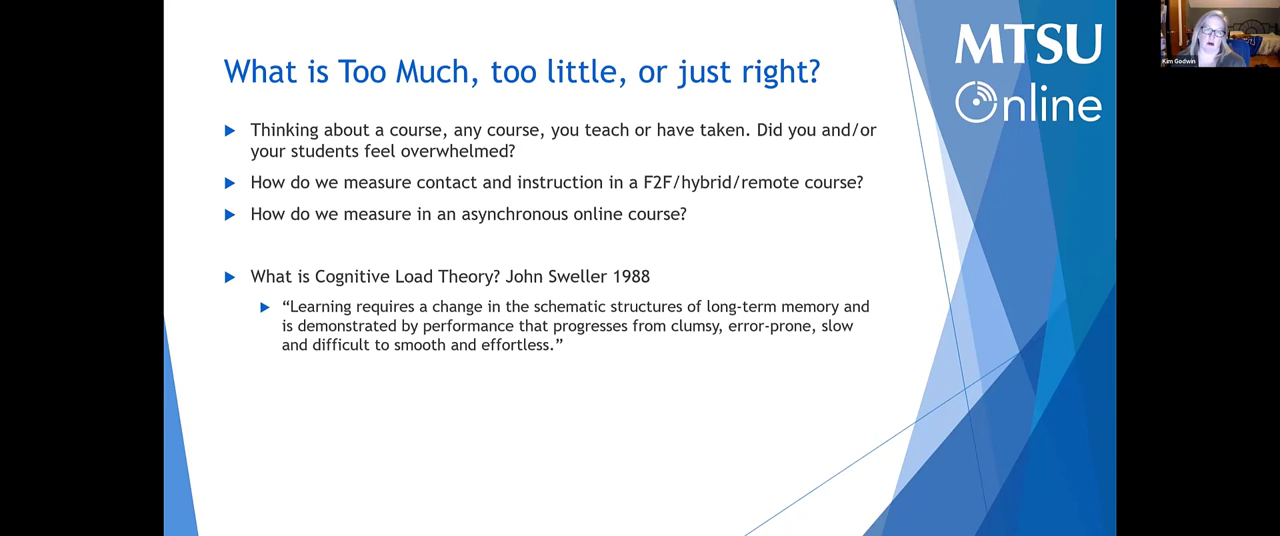 What is Too Much, too little, or just right?
MTSU
Online
Kim Godwin
Thinking about a course, any course, you teach or have taken. Did you and/or
your students feel overwhelmed?
How do we measure contact and instruction in a F2F/hybrid/remote course?
How do we measure in an asynchronous online course?
What is Cognitive Load Theory? John Sweller 1988
“Learning requires a change in the schematic structures of long-term memory and
is demonstrated by performance that progresses from clumsy, error-prone, slow
and difficult to smooth and effortless.”